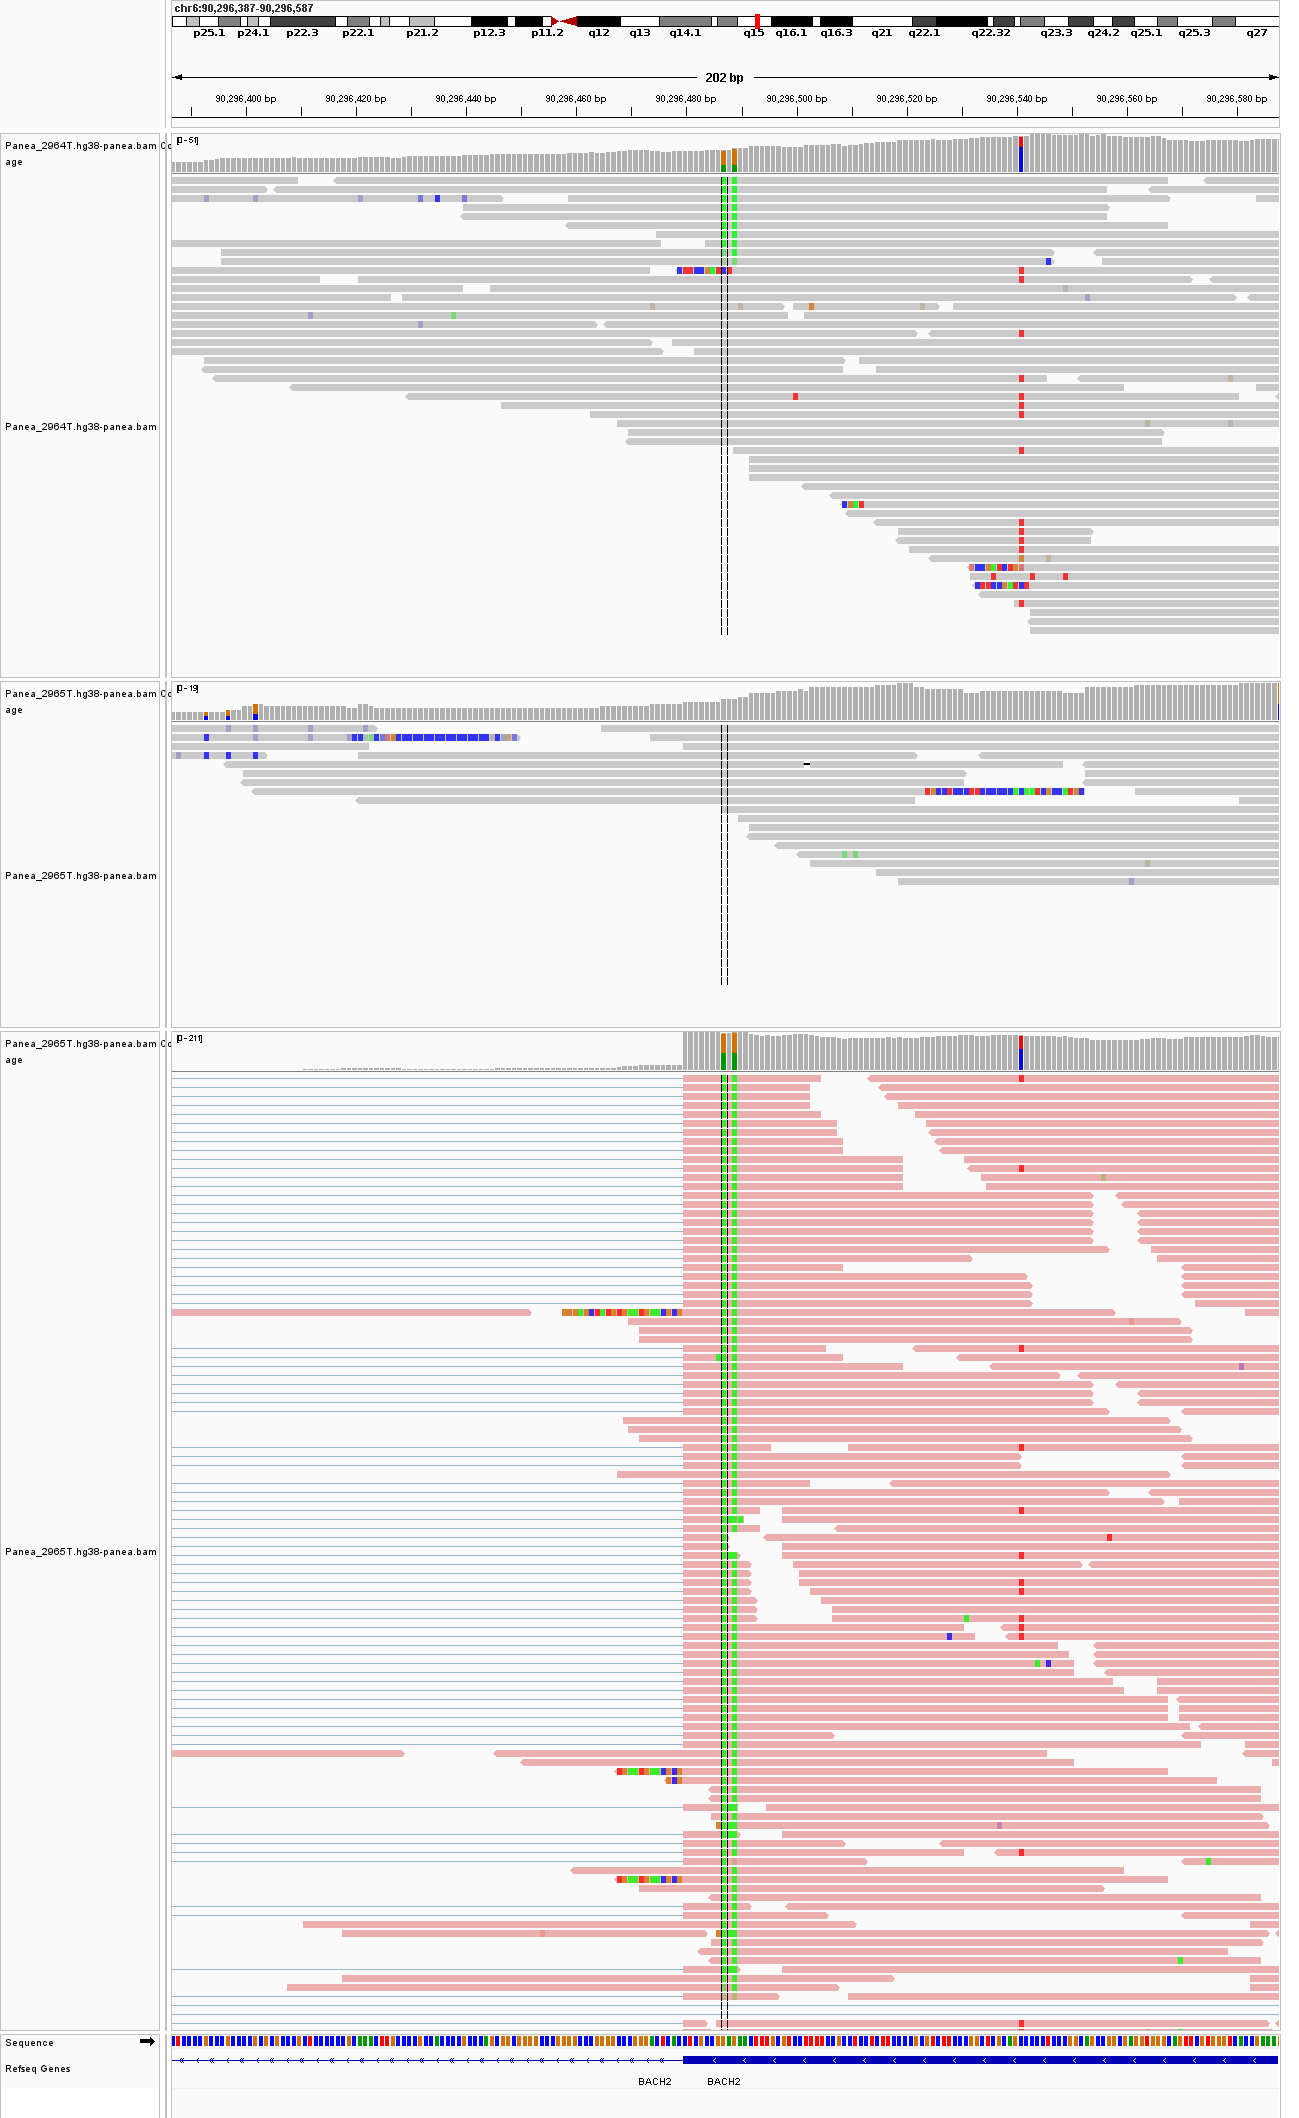 chr6:90,296,387-90,296,587
p25.1 p24.1 p22.3 p22.1 p21.2 p12.3 p11.2 q12 q13 q14.1 q15 q16.1 q16.3 q21 q22.1 q22.32 q23.3 q24.2 q25.1 q25.3 q27
202 bp
90,296,400 bp 90,296,420 bp 90,296,440 bp 90,296,460 bp 90,296,480 bp 90,296,500 bp 90,296,520 bp 90,296,540 bp 90,296,560 bp 90,296,580 bp
Panea_2964T.hg38-panea.bam Co
age
[0 - 51]
Panea_2964T.hg38-panea.bam
Panea_2965T.hg38-panea.bam Co
age
[0 - 19]
Panea_2965T.hg38-panea.bam
Panea_2965T.hg38-panea.bam Co
age
[0 - 211]
Panea_2965T.hg38-panea.bam
Sequence
Refseq Genes
BACH2 BACH2